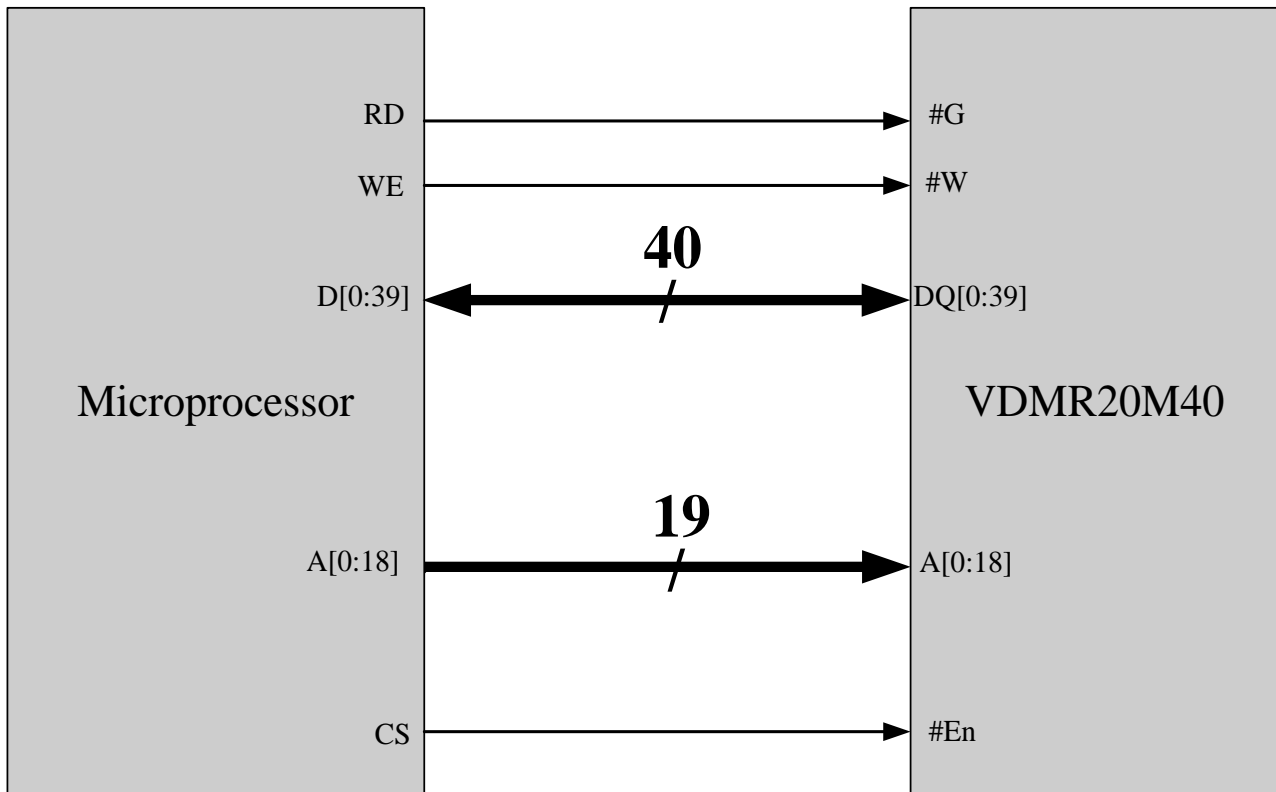 RD #G
WE #W
40
D[0:39] DQ[0:39]
Microprocessor VDMR20M40
19
A[0:18] A[0:18]
CS #En